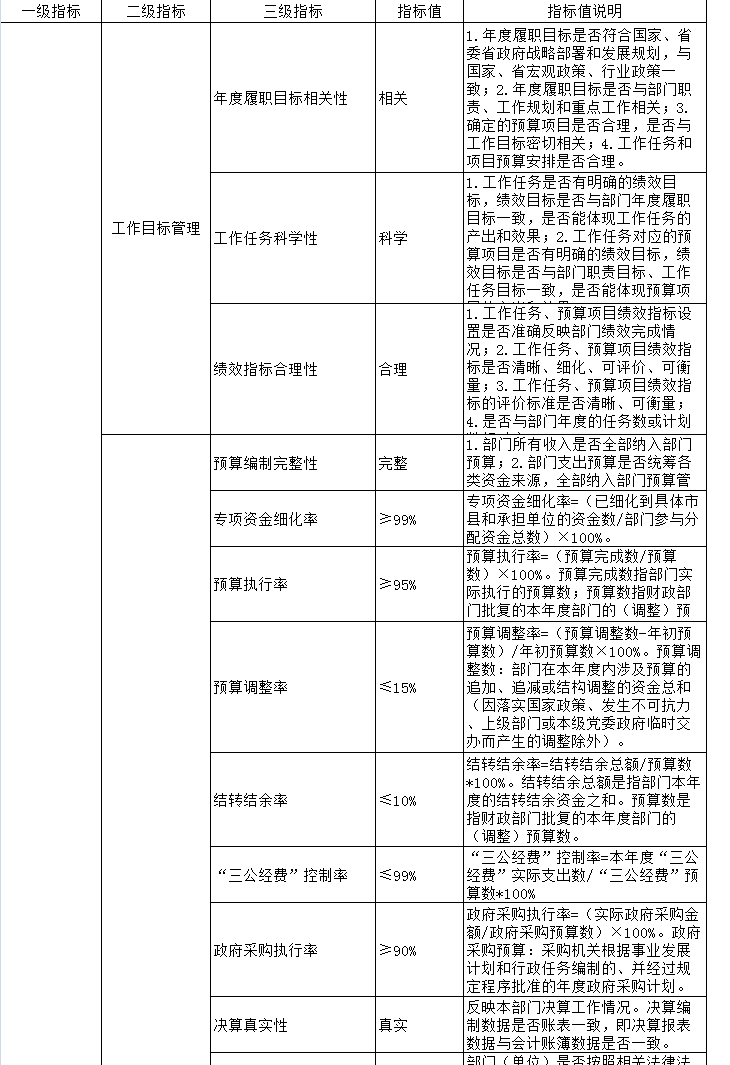 一级指标 二级指标 三级指标 指标值 指标值说明
工作目标管理
年度履职目标相关性 相关
1.年度履职目标是否符合国家、省
委省政府战略部署和发展规划，与
国家、省宏观政策、行业政策一
致；2.年度履职目标是否与部门职
责、工作规划和重点工作相关；3.
确定的预算项目是否合理，是否与
工作目标密切相关；4.工作任务和
项目预算安排是否合理。
工作任务科学性 科学
1.工作任务是否有明确的绩效目
标，绩效目标是否与部门年度履职
目标一致，是否能体现工作任务的
产出和效果；2.工作任务对应的预
算项目是否有明确的绩效目标，绩
效目标是否与部门职责目标、工作
任务目标一致，是否能体现预算项
绩效指标合理性 合理
1.工作任务、预算项目绩效指标设
置是否准确反映部门绩效完成情
况；2.工作任务、预算项目绩效指
标是否清晰、细化、可评价、可衡
量；3.工作任务、预算项目绩效指
标的评价标准是否清晰、可衡量；
4.是否与部门年度的任务数或计划
预算编制完整性 完整
1.部门所有收入是否全部纳入部门
预算；2.部门支出预算是否统筹各
类资金来源，全部纳入部门预算管
专项资金细化率 ≥99%
专项资金细化率=（已细化到具体市
县和承担单位的资金数/部门参与分
配资金总数）×100%。
预算执行率 ≥95%
预算执行率=（预算完成数/预算
数）×100%。预算完成数指部门实
际执行的预算数；预算数指财政部
门批复的本年度部门的（调整）预
预算调整率 ≤15%
预算调整率=（预算调整数-年初预
算数）/年初预算数×100%。预算调
整数：部门在本年度内涉及预算的
追加、追减或结构调整的资金总和
（因落实国家政策、发生不可抗力
、上级部门或本级党委政府临时交
办而产生的调整除外）。
结转结余率 ≤10%
结转结余率=结转结余总额/预算数
*100%。结转结余总额是指部门本年
度的结转结余资金之和。预算数是
指财政部门批复的本年度部门的
（调整）预算数。
“三公经费”控制率 ≤99%
“三公经费”控制率=本年度“三公
经费”实际支出数/“三公经费”预
算数*100%
政府采购执行率 ≥90%
政府采购执行率=（实际政府采购金
额/政府采购预算数）×100%。政府
采购预算：采购机关根据事业发展
计划和行政任务编制的、并经过规
定程序批准的年度政府采购计划。
决算真实性 真实
反映本部门决算工作情况。决算编
制数据是否账表一致，即决算报表
数据与会计账簿数据是否一致。
部门（单位）是否按照相关法律法